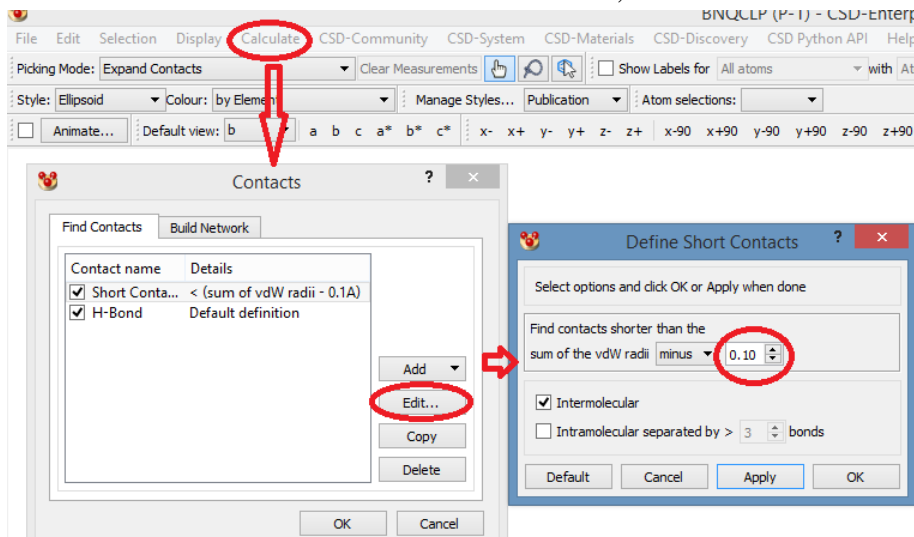 BNQCLP (P-1) - CSD-Enterp
File Edit Selection Display Calculate CSD-Community CSD-System CSD-Materials CSD-Discovery CSD Python API Help
Picking Mode: Expand Contacts Clear Measurements Show Labels for All atoms with At
Style: Ellipsoid Colour: by Element Manage Styles... Publication Atom selections:
Animate... Default view: b a b c a* b* c* x- x+ y- y+ z- z+ x-90 x+90 y-90 y+90 z-90 z+90
Contacts ? ×
Find Contacts Build Network
Contact name Details
Short Conta... < (sum of vdW radii - 0.1A)
H-Bond Default definition
Add
Edit...
Copy
Delete
OK Cancel
Define Short Contacts ? ×
Select options and click OK or Apply when done
Find contacts shorter than the
sum of the vdW radii minus 0.10
Intermolecular
Intramolecular separated by > 3 bonds
Default Cancel Apply OK